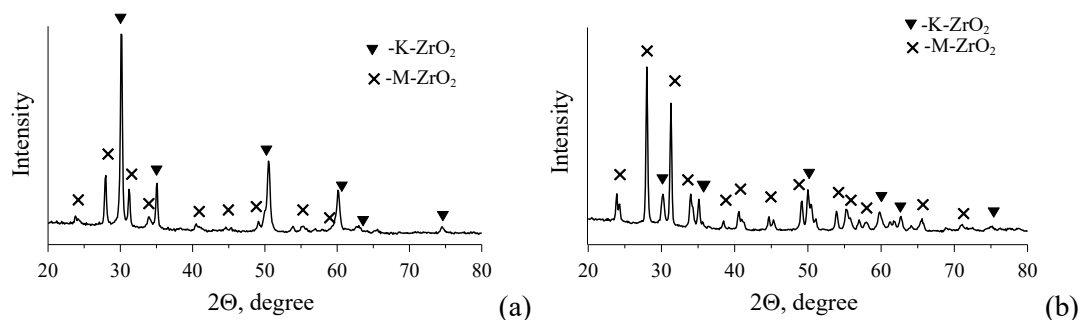 Intensity
▼ -K-ZrO₂
× -M-ZrO₂
20 30 40 50 60 70 80
2Θ, degree
(a)
Intensity
▼ -K-ZrO₂
× -M-ZrO₂
20 30 40 50 60 70 80
2Θ, degree
(b)